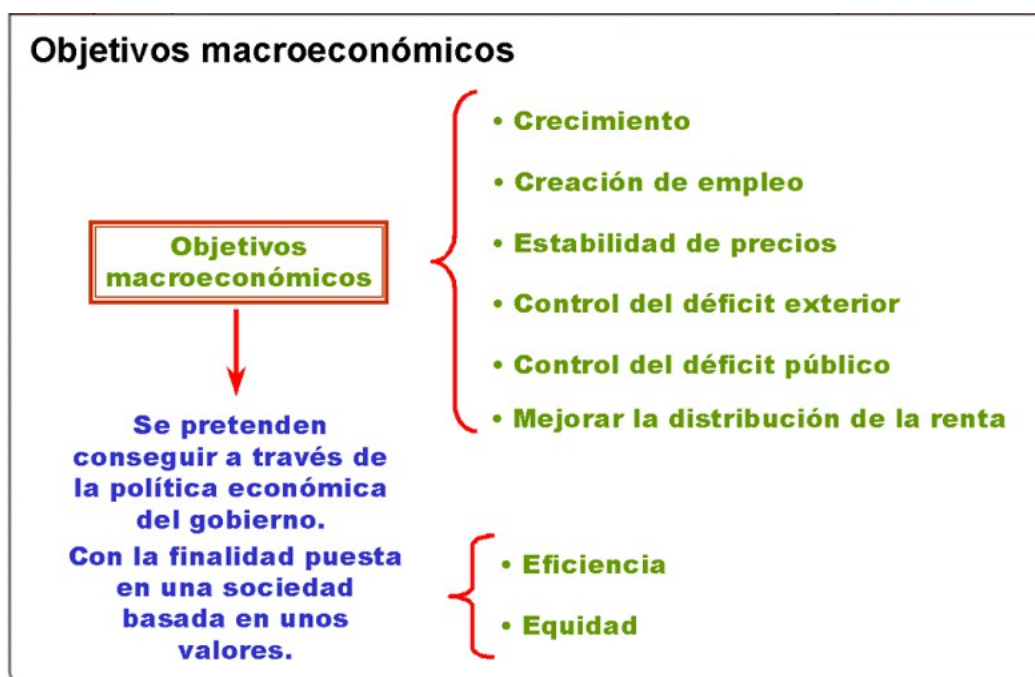 Objetivos macroeconómicos
Objetivos
macroeconómicos
• Crecimiento
• Creación de empleo
• Estabilidad de precios
• Control del déficit exterior
• Control del déficit público
• Mejorar la distribución de la renta
Se pretenden
conseguir a través de
la política económica
del gobierno.
Con la finalidad puesta
en una sociedad
basada en unos
valores.
• Eficiencia
• Equidad